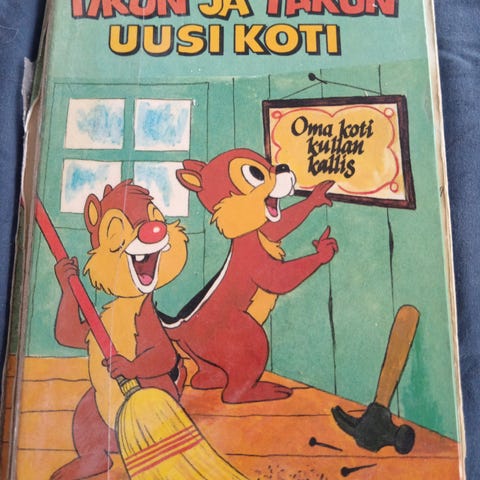 TIKUN JA TAKUN
UUSI KOTI
Oma koti
kullan
kallis